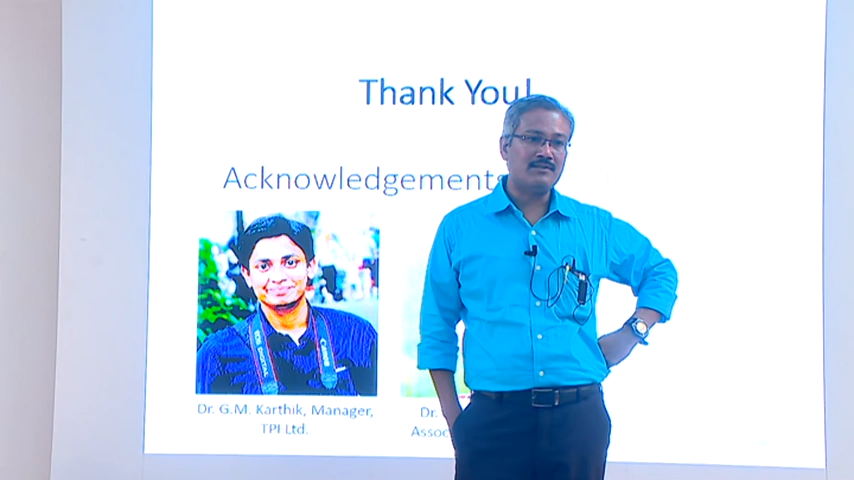 Thank You!
Acknowledgements
Dr. G.M. Karthik, Manager,
TPI Ltd.
Dr.
Assoc